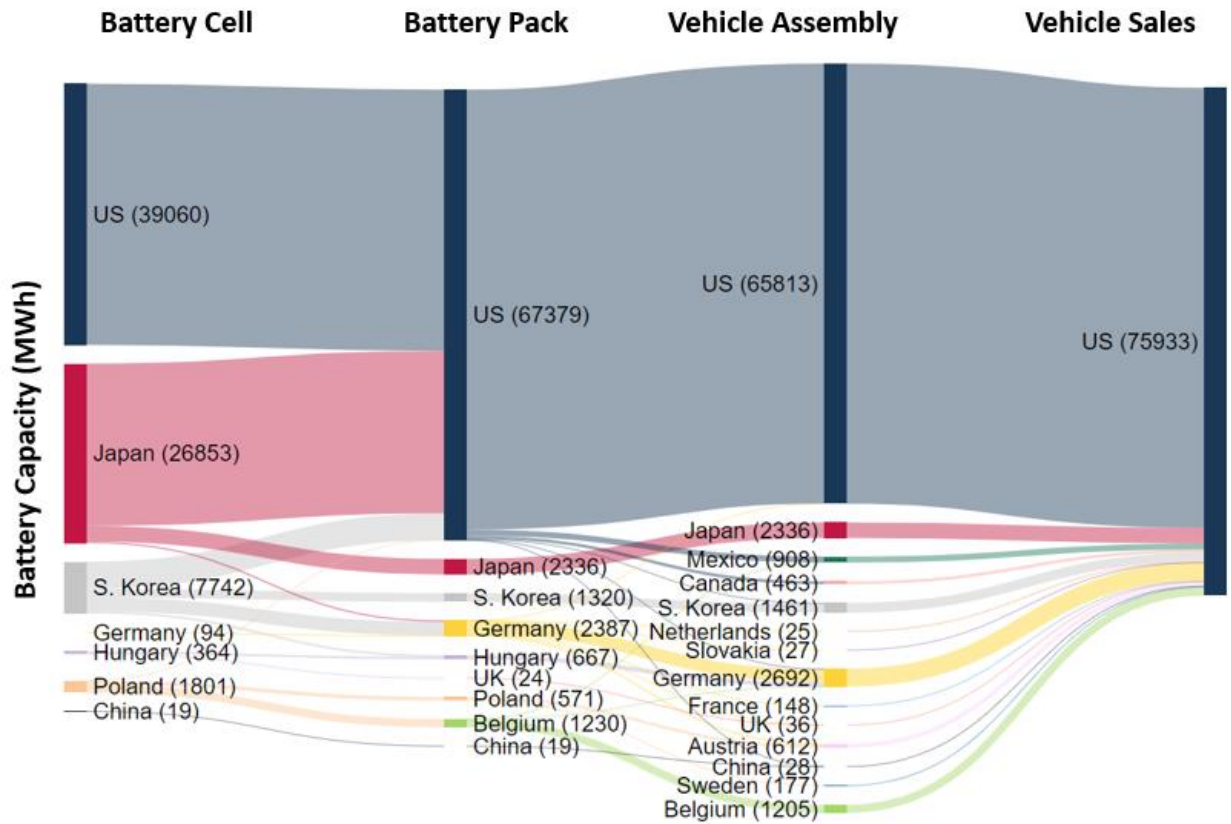 Battery Cell
Battery Pack
Vehicle Assembly
Vehicle Sales
Battery Capacity (MWh)
US (39060)
Japan (26853)
S. Korea (7742)
Germany (94)
Hungary (364)
Poland (1801)
China (19)
US (67379)
Japan (2336)
S. Korea (1320)
Germany (2387)
Hungary (667)
UK (24)
Poland (571)
Belgium (1230)
China (19)
US (65813)
Japan (2336)
Mexico (908)
Canada (463)
S. Korea (1461)
Netherlands (25)
Slovakia (27)
Germany (2692)
France (148)
UK (36)
Austria (612)
China (28)
Sweden (177)
Belgium (1205)
US (75933)